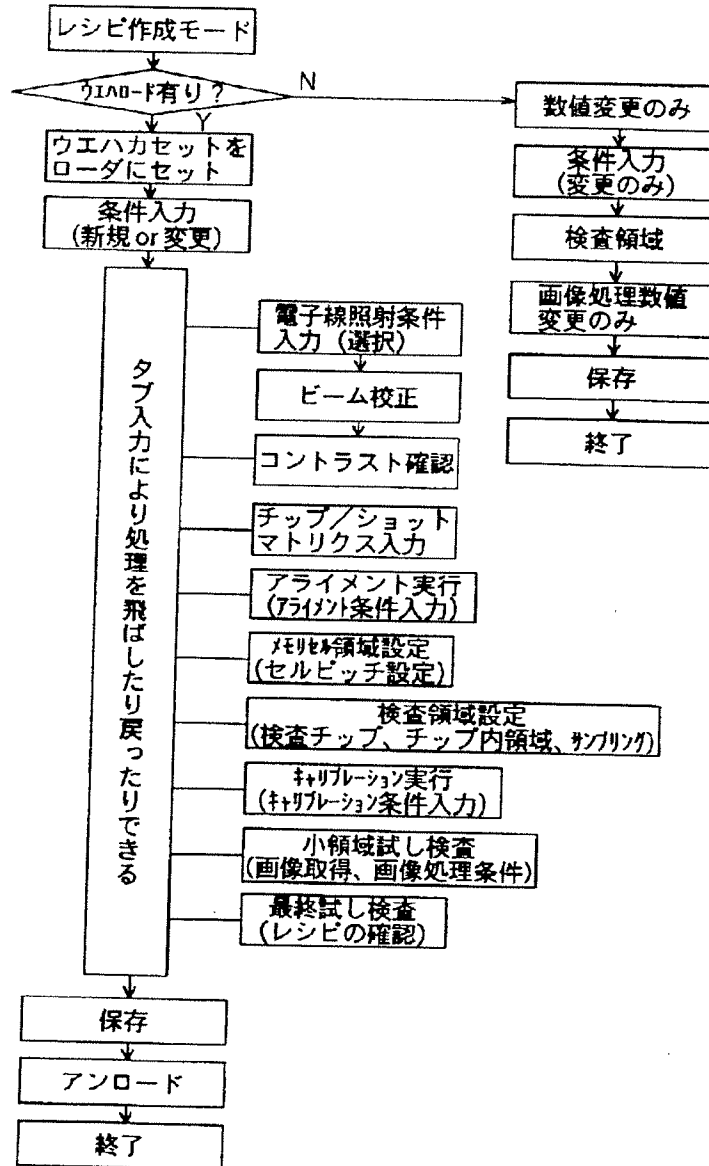 レシピ作成モード
ウエハロード有り?
N
Y
ウエハカセットを
ローダにセット
条件入力
(新規or変更)
タブ入力により処理を飛ばしたり戻ったりできる
電子線照射条件
入力(選択)
ビーム校正
コントラスト確認
チップ/ショット
マトリクス入力
アライメント実行
(アライメント条件入力)
メモリセル領域設定
(セルピッチ設定)
検査領域設定
(検査チップ、チップ内領域、サンプリング)
キャリブレーション実行
(キャリブレーション条件入力)
小領域試し検査
(画像取得、画像処理条件)
最終試し検査
(レシピの確認)
保存
アンロード
終了
数値変更のみ
条件入力
(変更のみ)
検査領域
画像処理数値
変更のみ
保存
終了